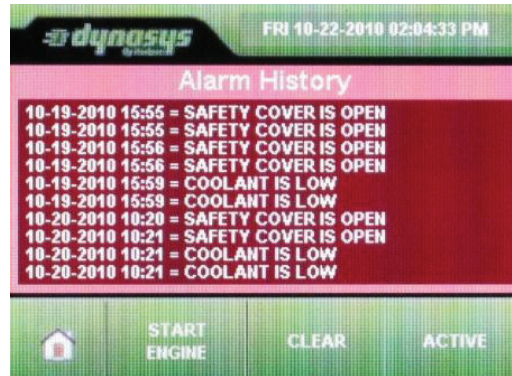 dynasys
FRI 10-22-2010 02:04:33 PM
Alarm History
10-19-2010 15:55 = SAFETY COVER IS OPEN
10-19-2010 15:55 = SAFETY COVER IS OPEN
10-19-2010 15:56 = SAFETY COVER IS OPEN
10-19-2010 15:56 = SAFETY COVER IS OPEN
10-19-2010 15:59 = COOLANT IS LOW
10-19-2010 15:59 = COOLANT IS LOW
10-20-2010 10:20 = SAFETY COVER IS OPEN
10-20-2010 10:21 = SAFETY COVER IS OPEN
10-20-2010 10:21 = COOLANT IS LOW
10-20-2010 10:21 = COOLANT IS LOW
START
ENGINE
CLEAR
ACTIVE